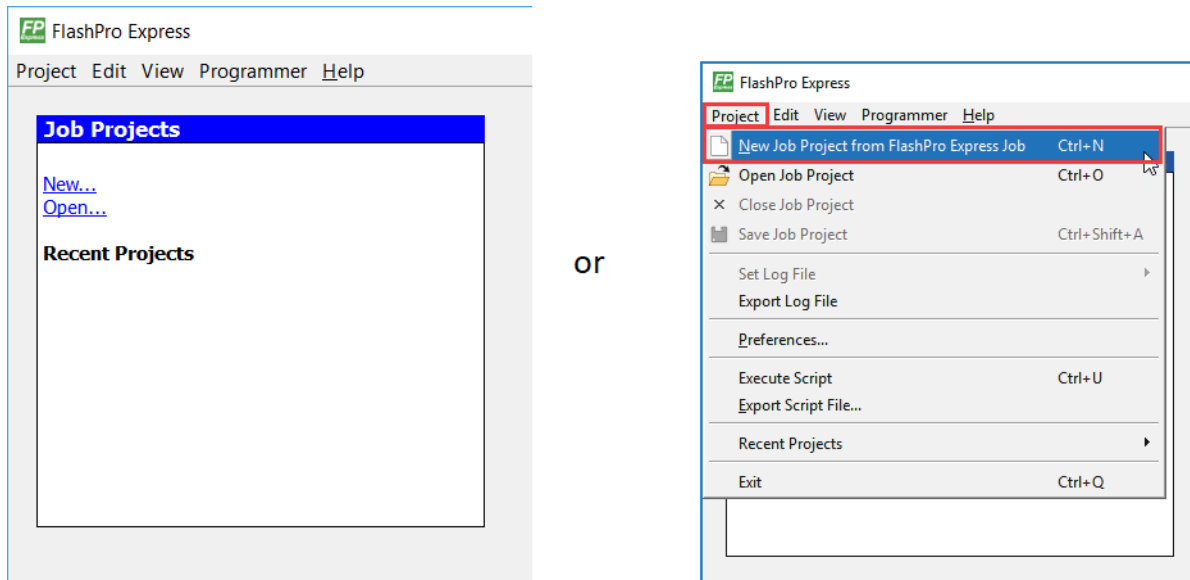 FP Express FlashPro Express
Project Edit View Programmer Help
Job Projects
New...
Open...
Recent Projects
or
FP Express FlashPro Express
Project Edit View Programmer Help
New Job Project from FlashPro Express Job Ctrl+N
Open Job Project Ctrl+O
Close Job Project
Save Job Project Ctrl+Shift+A
Set Log File
Export Log File
Preferences...
Execute Script Ctrl+U
Export Script File...
Recent Projects
Exit Ctrl+Q